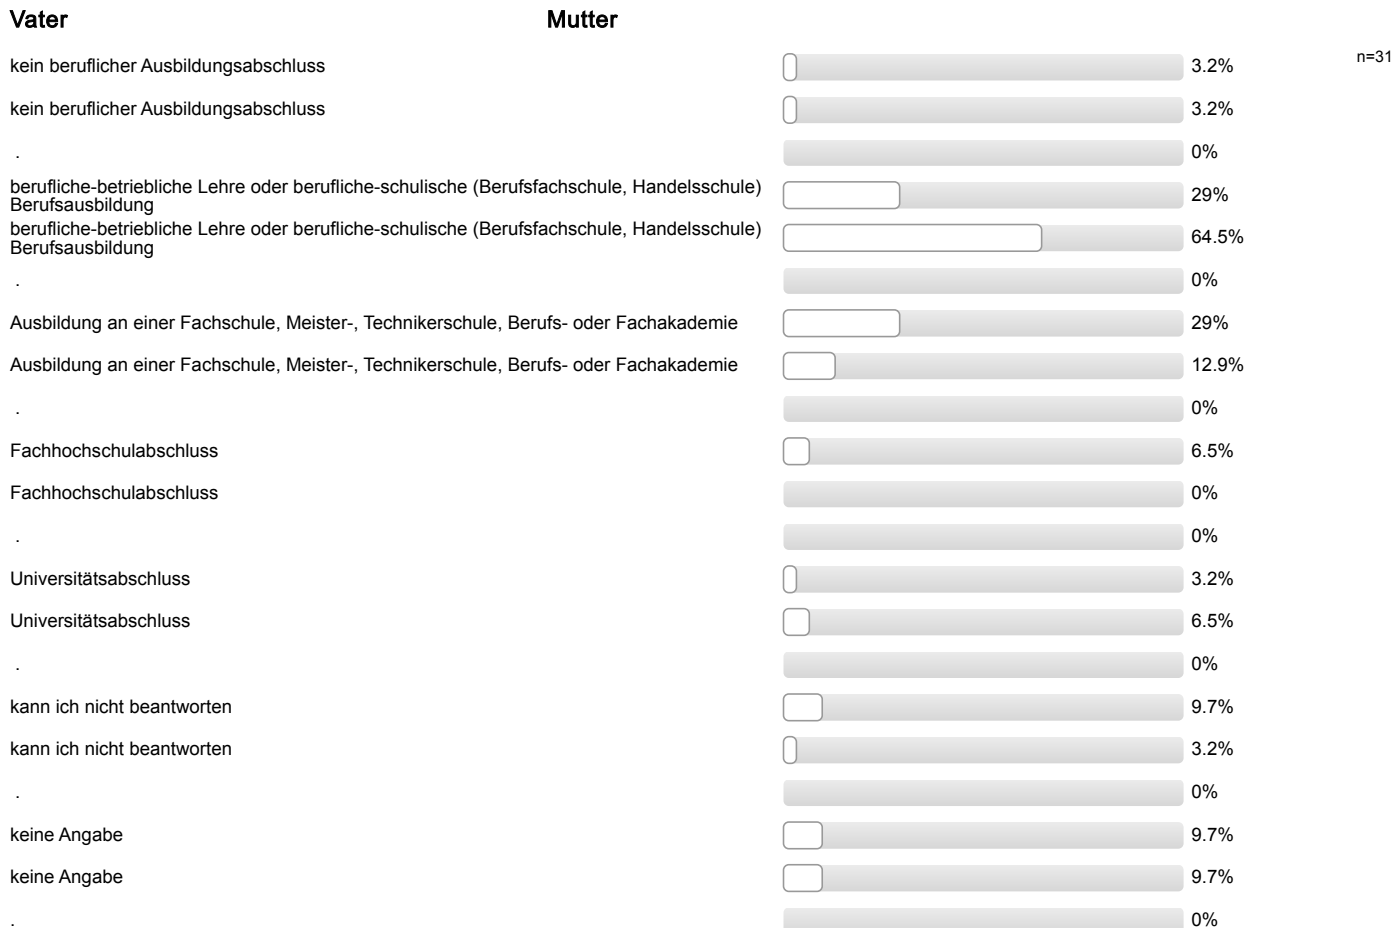 Vater Mutter
kein beruflicher Ausbildungsabschluss 3.2% n=31
kein beruflicher Ausbildungsabschluss 3.2%
. 0%
berufliche-betriebliche Lehre oder berufliche-schulische (Berufsfachschule, Handelsschule)
Berufsausbildung 29%
berufliche-betriebliche Lehre oder berufliche-schulische (Berufsfachschule, Handelsschule)
Berufsausbildung 64.5%
. 0%
Ausbildung an einer Fachschule, Meister-, Technikerschule, Berufs- oder Fachakademie 29%
Ausbildung an einer Fachschule, Meister-, Technikerschule, Berufs- oder Fachakademie 12.9%
. 0%
Fachhochschulabschluss 6.5%
Fachhochschulabschluss 0%
. 0%
Universitätsabschluss 3.2%
Universitätsabschluss 6.5%
. 0%
kann ich nicht beantworten 9.7%
kann ich nicht beantworten 3.2%
. 0%
keine Angabe 9.7%
keine Angabe 9.7%
. 0%